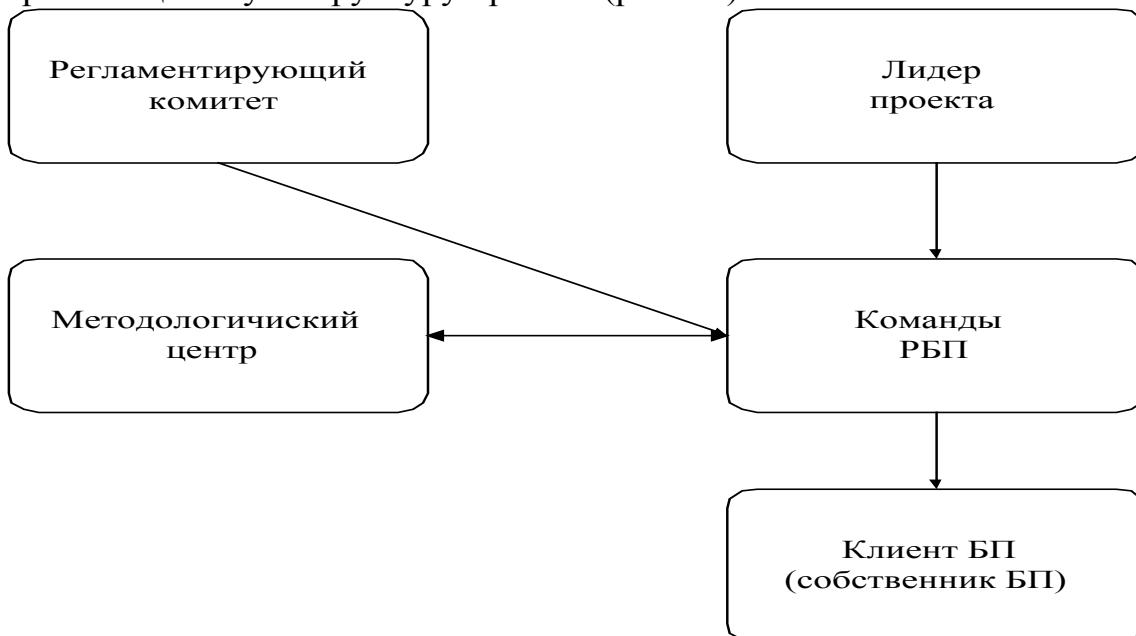 Регламентирующий
комитет
Лидер
проекта
Методологичиский
центр
Команды
РБП
Клиент БП
(собственник БП)